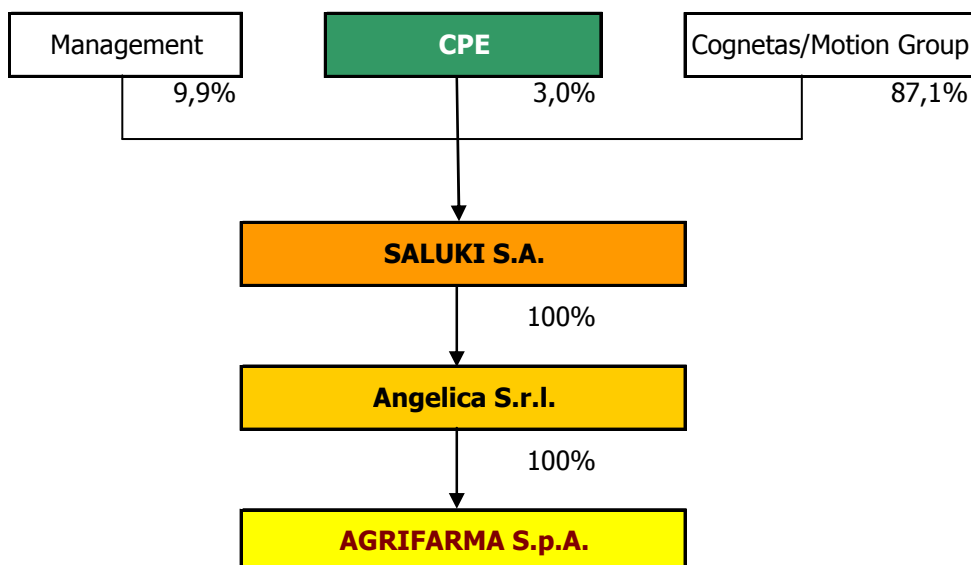 Management
CPE
Cognetas/Motion Group
9,9%
3,0%
87,1%
SALUKI S.A.
100%
Angelica S.r.l.
100%
AGRIFARMA S.p.A.